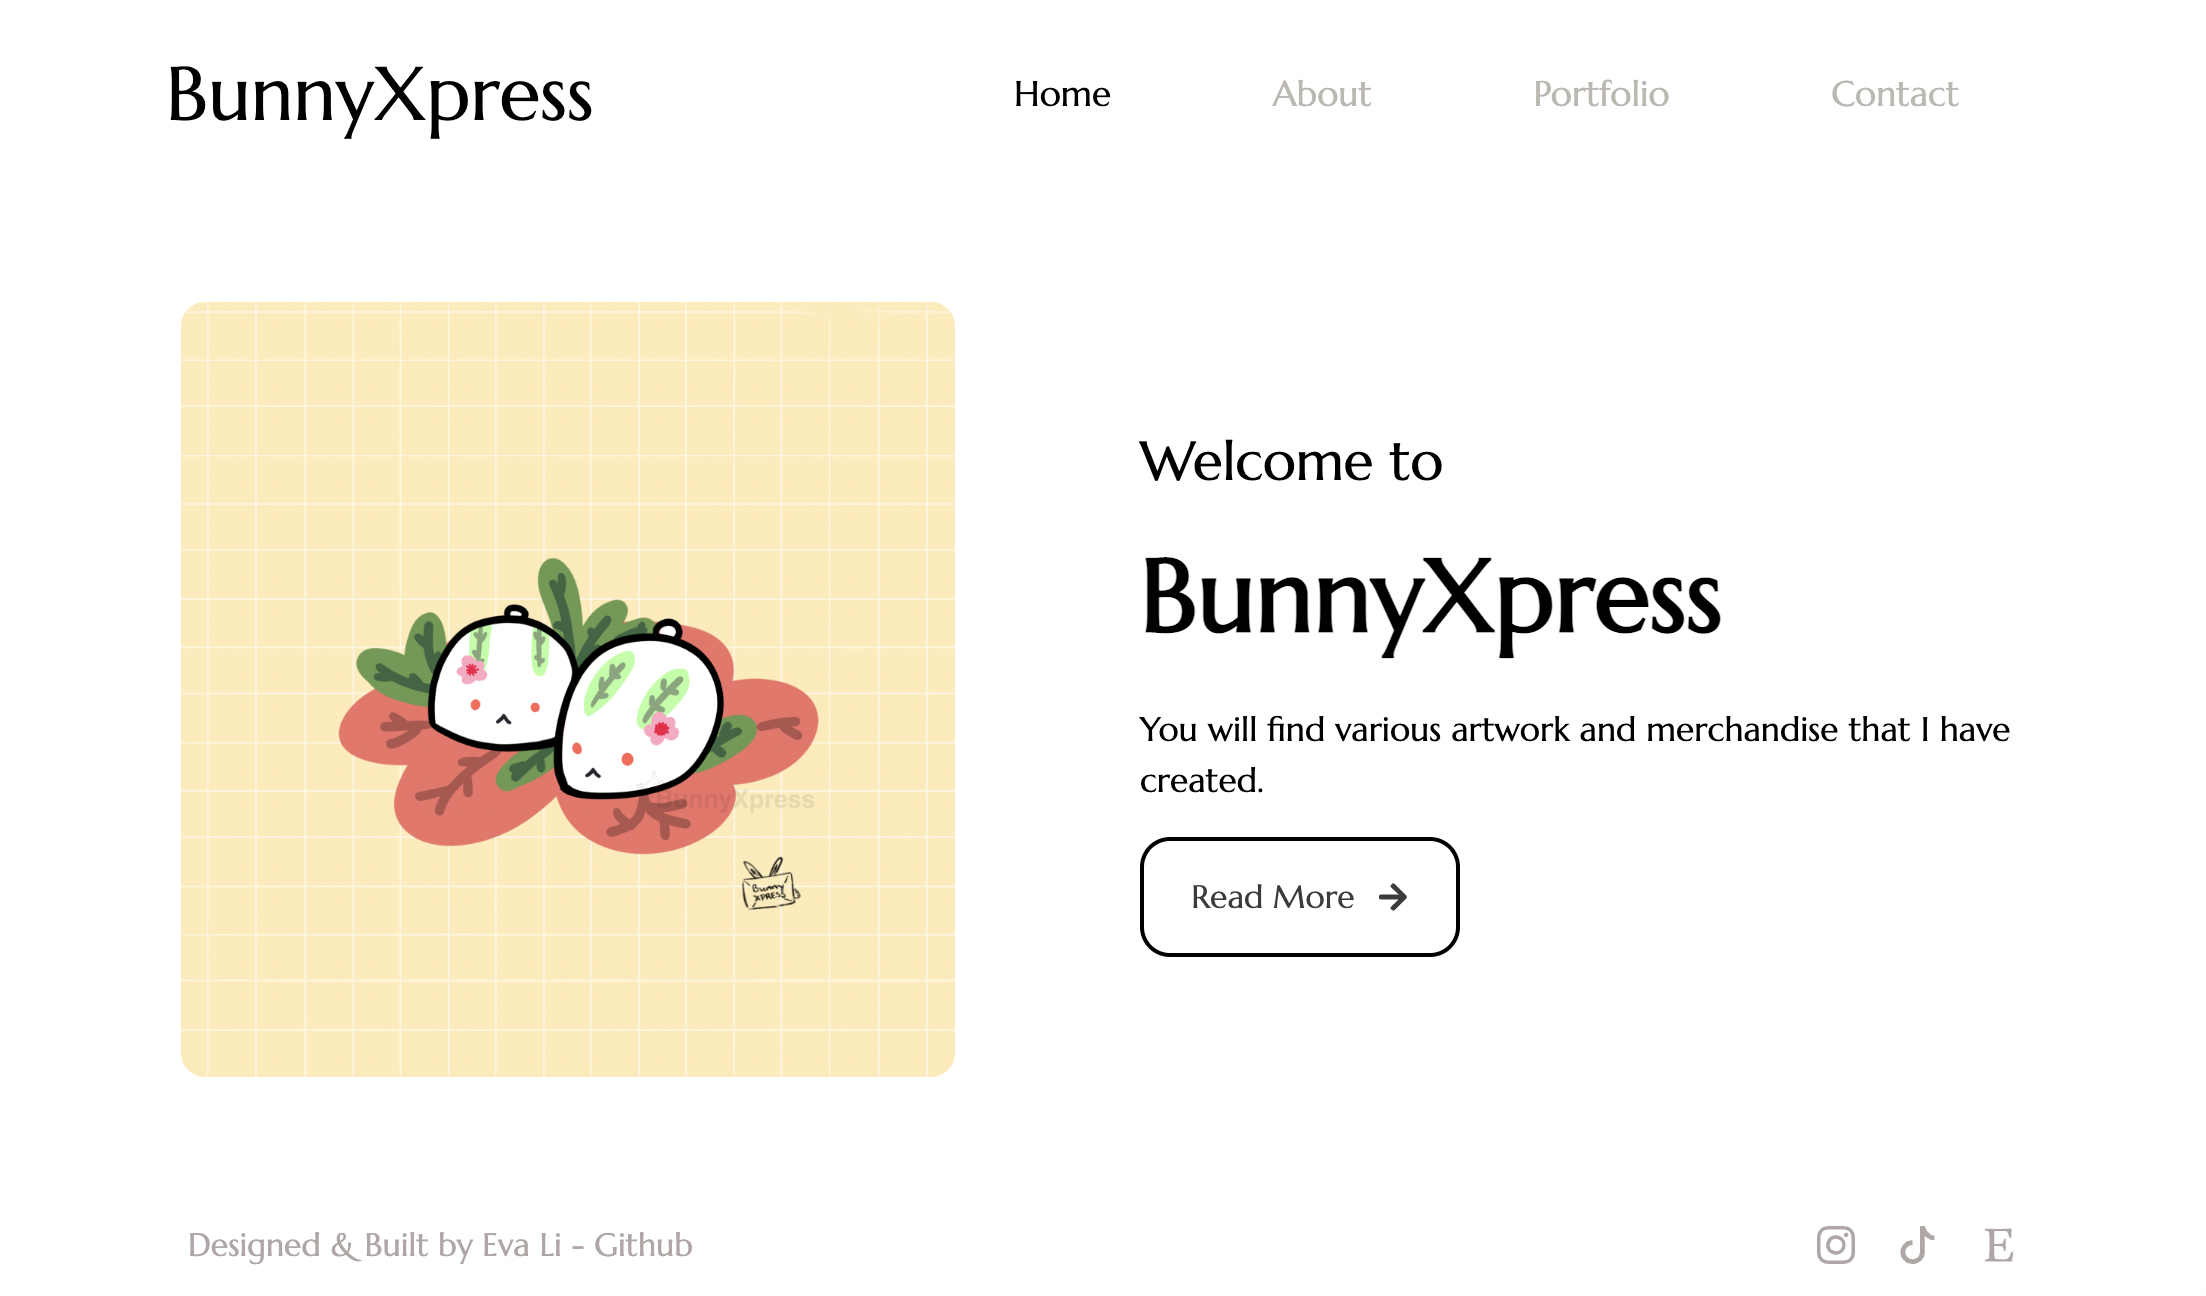 BunnyXpress
Home About Portfolio Contact
Welcome to
BunnyXpress
You will find various artwork and merchandise that I have
created.
BunnyXpress
Bunny
XPRESS
Read More
Designed & Built by Eva Li - Github
E